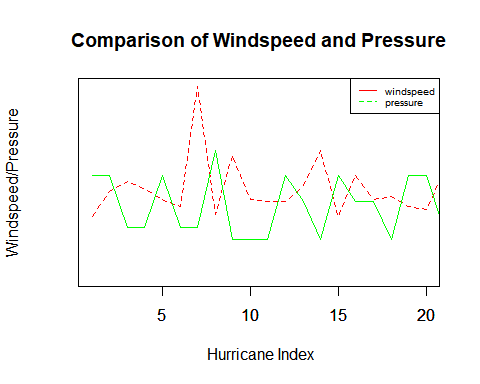 Comparison of Windspeed and Pressure
windspeed
pressure
Windspeed/Pressure
5 10 15 20
Hurricane Index